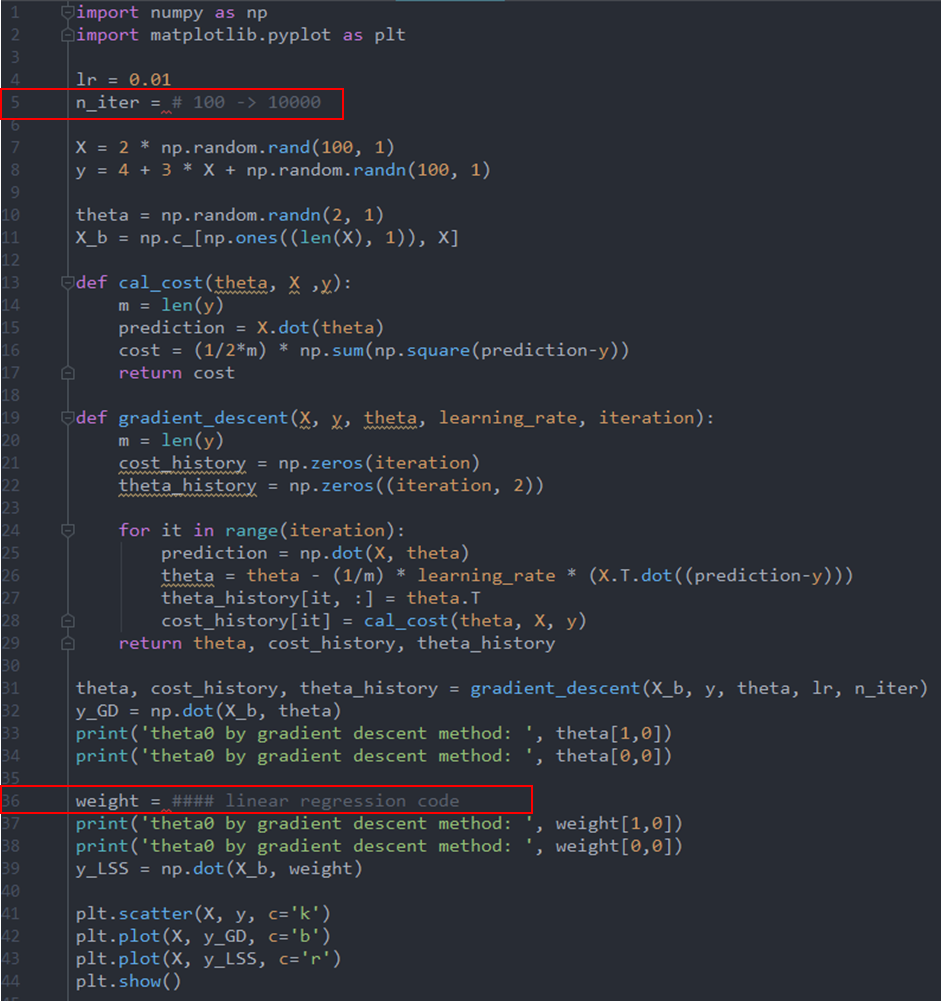 1 import numpy as np
2 import matplotlib.pyplot as plt
3
4 lr = 0.01
5 n_iter = # 100 -> 10000
6
7 X = 2 * np.random.rand(100, 1)
8 y = 4 + 3 * X + np.random.randn(100, 1)
9
10 theta = np.random.randn(2, 1)
11 X_b = np.c_[np.ones((len(X), 1)), X]
12
13 def cal_cost(theta, X ,y):
14     m = len(y)
15     prediction = X.dot(theta)
16     cost = (1/2*m) * np.sum(np.square(prediction-y))
17     return cost
18
19 def gradient_descent(X, y, theta, learning_rate, iteration):
20     m = len(y)
21     cost_history = np.zeros(iteration)
22     theta_history = np.zeros((iteration, 2))
23
24     for it in range(iteration):
25         prediction = np.dot(X, theta)
26         theta = theta - (1/m) * learning_rate * (X.T.dot((prediction-y)))
27         theta_history[it, :] = theta.T
28         cost_history[it] = cal_cost(theta, X, y)
29     return theta, cost_history, theta_history
30
31 theta, cost_history, theta_history = gradient_descent(X_b, y, theta, lr, n_iter)
32 y_GD = np.dot(X_b, theta)
33 print('theta0 by gradient descent method: ', theta[1,0])
34 print('theta0 by gradient descent method: ', theta[0,0])
35
36 weight = #### linear regression code
37 print('theta0 by gradient descent method: ', weight[1,0])
38 print('theta0 by gradient descent method: ', weight[0,0])
39 y_LSS = np.dot(X_b, weight)
40
41 plt.scatter(X, y, c='k')
42 plt.plot(X, y_GD, c='b')
43 plt.plot(X, y_LSS, c='r')
44 plt.show()